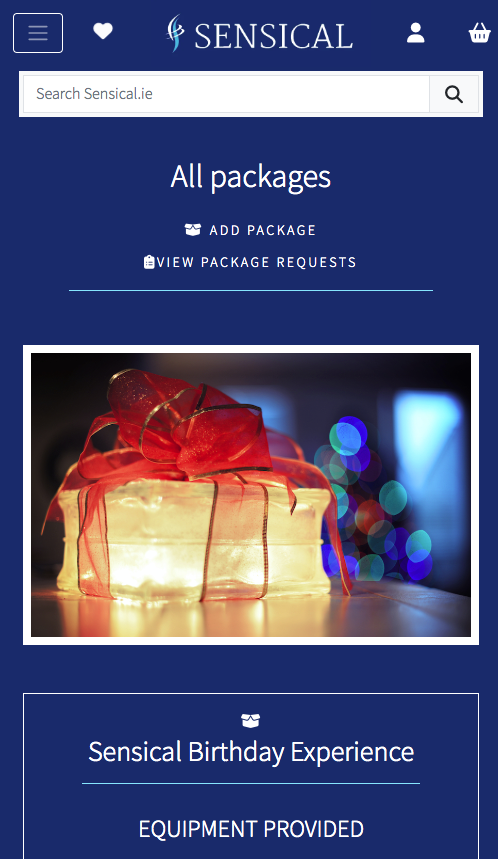 SENSICAL
Search Sensical.ie
All packages
ADD PACKAGE
VIEW PACKAGE REQUESTS
Sensical Birthday Experience
EQUIPMENT PROVIDED